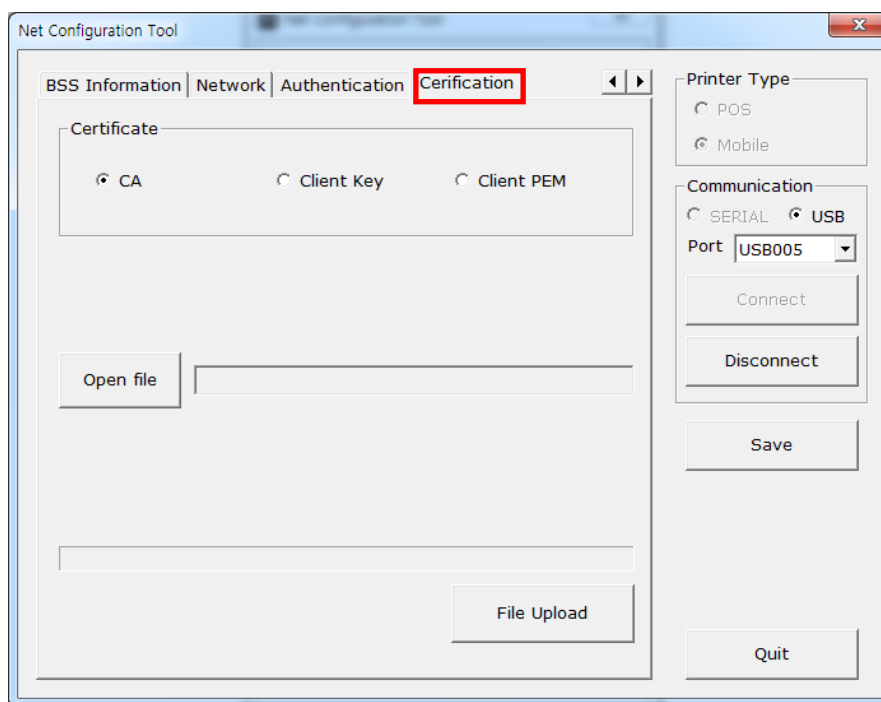 Net Configuration Tool
BSS Information Network Authentication Cerification
Certificate
CA Client Key Client PEM
Open file
File Upload
Printer Type
POS
Mobile
Communication
SERIAL USB
Port USB005
Connect
Disconnect
Save
Quit